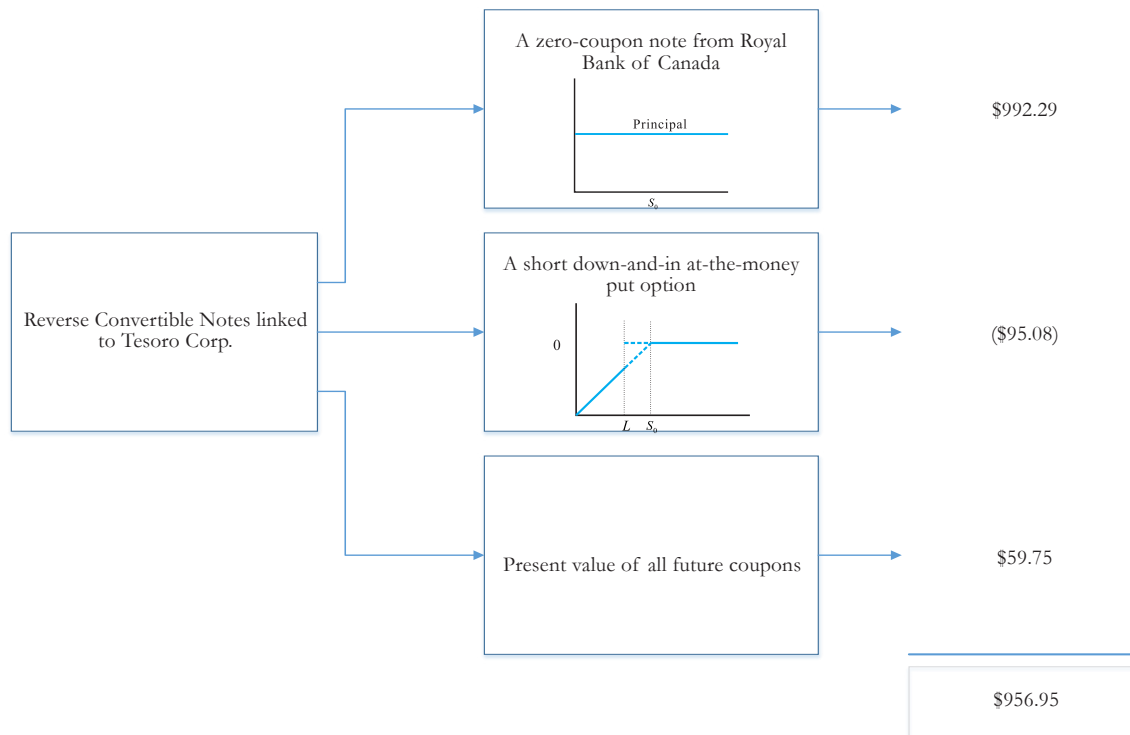 A zero-coupon note from Royal
Bank of Canada
Principal
S₀
$992.29
Reverse Convertible Notes linked
to Tesoro Corp.
A short down-and-in at-the-money
put option
0
L S₀
($95.08)
Present value of all future coupons
$59.75
$956.95